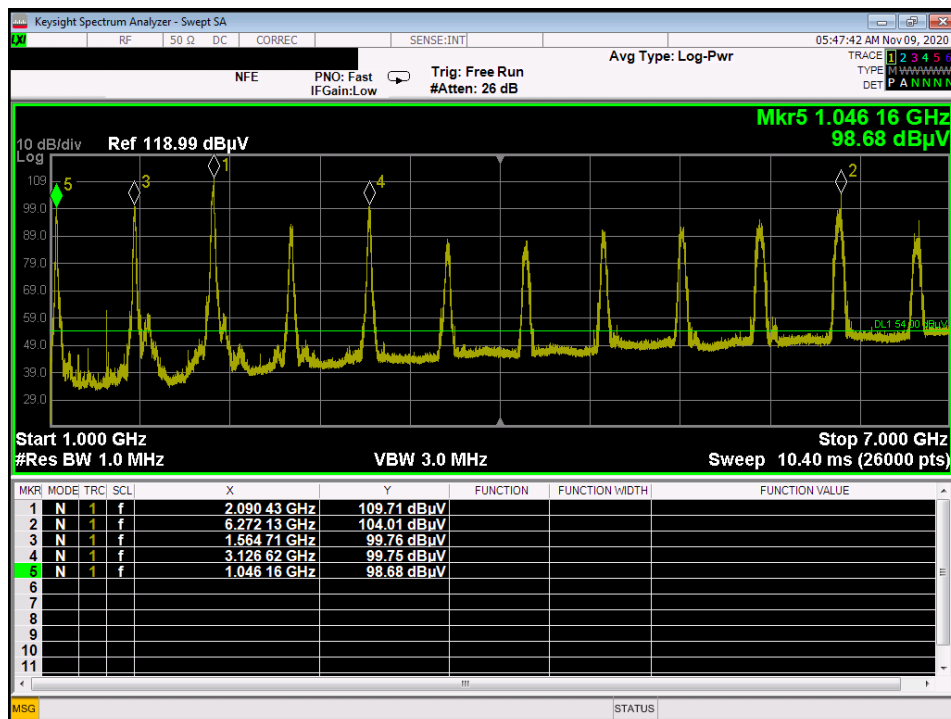 Keysight Spectrum Analyzer - Swept SA
LXI RF 50 Ω DC CORREC SENSE:INT 05:47:42 AM Nov 09, 2020
NFE PNO: Fast Trig: Free Run Avg Type: Log-Pwr TRACE 1 2 3 4 5 6
IFGain:Low #Atten: 26 dB TYPE M WWWWW
DET P A N N N N
Mkr5 1.046 16 GHz
98.68 dBµV
10 dB/div Ref 118.99 dBµV
Log
1
2
3
4
5
109
99.0
89.0
79.0
69.0
59.0
DL1 54.00 dBµV
49.0
39.0
29.0
Start 1.000 GHz Stop 7.000 GHz
#Res BW 1.0 MHz VBW 3.0 MHz Sweep 10.40 ms (26000 pts)
MKR MODE TRC SCL X Y FUNCTION FUNCTION WIDTH FUNCTION VALUE
1 N 1 f 2.090 43 GHz 109.71 dBµV
2 N 1 f 6.272 13 GHz 104.01 dBµV
3 N 1 f 1.564 71 GHz 99.76 dBµV
4 N 1 f 3.126 62 GHz 99.75 dBµV
5 N 1 f 1.046 16 GHz 98.68 dBµV
6
7
8
9
10
11
MSG STATUS